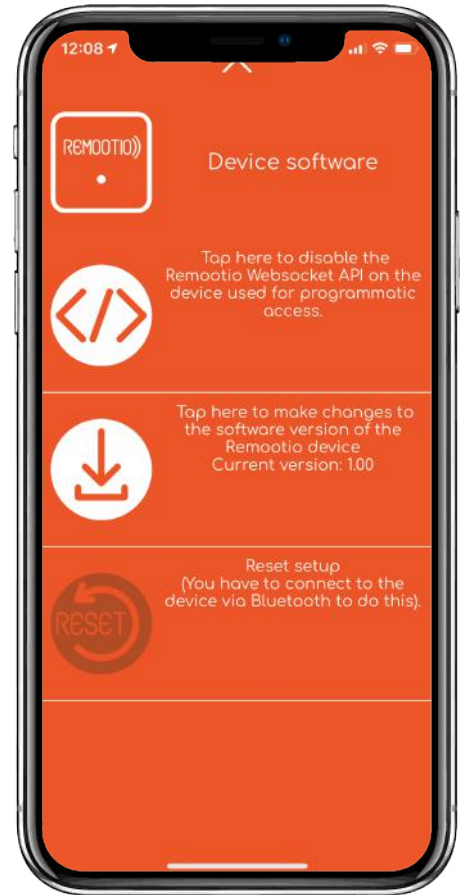 12:08
REMOOTIO))
Device software
Tap here to disable the
Remootio Websocket API on the
device used for programmatic
access.
</>
Tap here to make changes to
the software version of the
Remootio device
Current version: 1.00
Reset setup
(You have to connect to the
device via Bluetooth to do this).
RESET